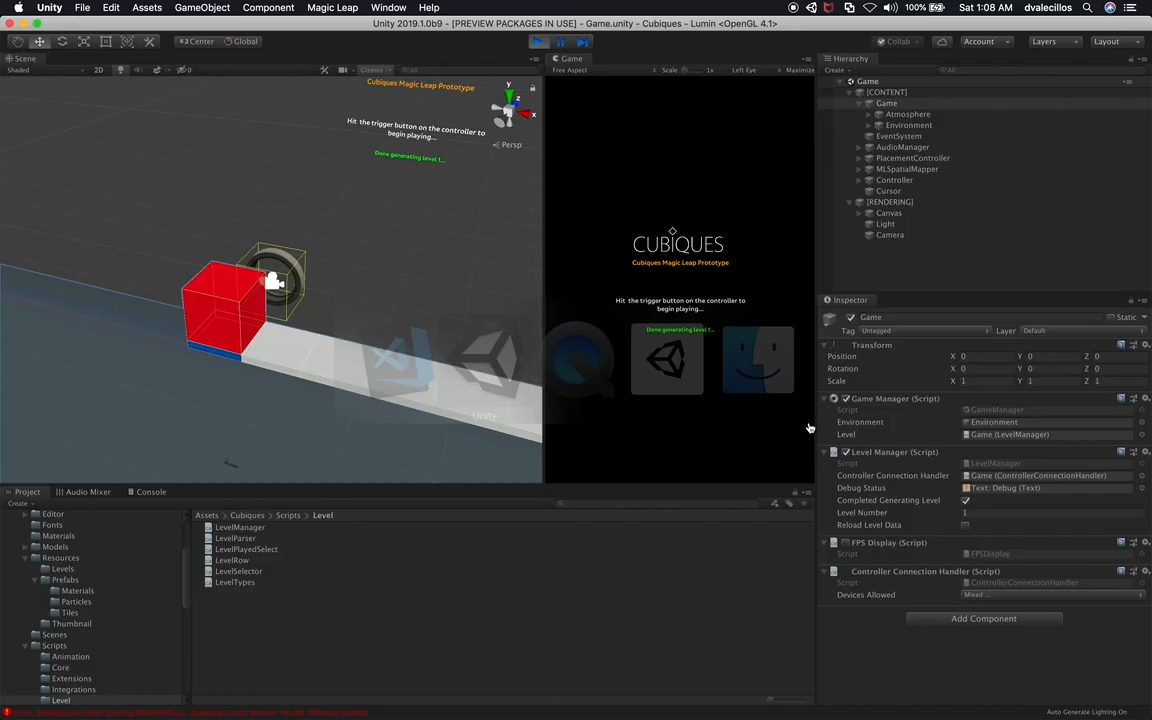 Unity File Edit Assets GameObject Component Magic Leap Window Help 100% Sat 1:08 AM dvalecillos
Unity 2019.1.0b9 - [PREVIEW PACKAGES IN USE] - Game.unity - Cubiques - Lumin <OpenGL 4.1>
Center Global Collab Account Layers Layout
Scene
Shaded 2D 0 Gizmos All
Cubiques Magic Leap Prototype
Hit the trigger button on the controller to
begin playing...
Done generating level 1...
y
z
x
Persp
Game
Free Aspect Scale 1x Left Eye Maximize
CUBIQUES
Cubiques Magic Leap Prototype
Hit the trigger button on the controller to
begin playing...
Done generating level 1...
Unity
Hierarchy
Create All
Game
[CONTENT]
Game
Atmosphere
Environment
EventSystem
AudioManager
PlacementController
MLSpatialMapper
Controller
Cursor
[RENDERING]
Canvas
Light
Camera
Inspector
Game Static
Tag Untagged Layer Default
Transform
Position X 0 Y 0 Z 0
Rotation X 0 Y 0 Z 0
Scale X 1 Y 1 Z 1
Game Manager (Script)
Script GameManager
Environment Environment
Level Game (LevelManager)
Level Manager (Script)
Script LevelManager
Controller Connection Handler Game (ControllerConnectionHandler)
Debug Status Text: Debug (Text)
Completed Generating Level
Level Number 1
Reload Level Data
FPS Display (Script)
Script FPSDisplay
Controller Connection Handler (Script)
Script ControllerConnectionHandler
Devices Allowed Mixed ...
Add Component
Project Audio Mixer Console
Create
Editor
Fonts
Materials
Models
Resources
Levels
Prefabs
Materials
Particles
Tiles
Thumbnail
Scenes
Scripts
Animation
Core
Extensions
Integrations
Level
Assets Cubiques Scripts Level
LevelManager
LevelParser
LevelPlayedSelect
LevelRow
LevelSelector
LevelTypes
Auto Generate Lighting On